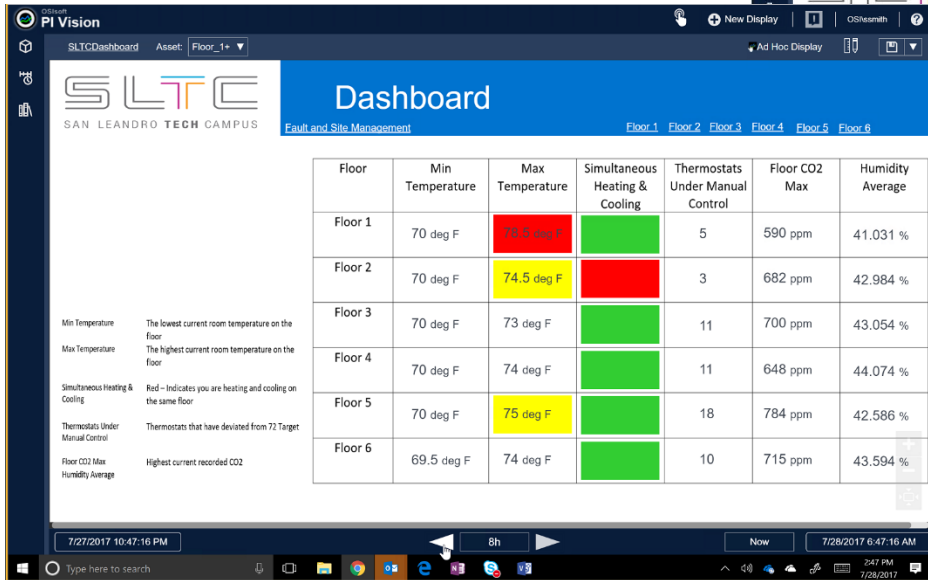 OSIsoft
PI Vision
New Display
OSI\ssmith
SLTCDashboard Asset: Floor_1+ ▼
Ad Hoc Display
SLTC
SAN LEANDRO TECH CAMPUS
Dashboard
Fault and Site Management
Floor 1 Floor 2 Floor 3 Floor 4 Floor 5 Floor 6
Floor Min Temperature Max Temperature Simultaneous Heating & Cooling Thermostats Under Manual Control Floor CO2 Max Humidity Average
Floor 1 70 deg F 78.5 deg F 5 590 ppm 41.031 %
Floor 2 70 deg F 74.5 deg F 3 682 ppm 42.984 %
Floor 3 70 deg F 73 deg F 11 700 ppm 43.054 %
Floor 4 70 deg F 74 deg F 11 648 ppm 44.074 %
Floor 5 70 deg F 75 deg F 18 784 ppm 42.586 %
Floor 6 69.5 deg F 74 deg F 10 715 ppm 43.594 %
Min Temperature The lowest current room temperature on the
floor
Max Temperature The highest current room temperature on the
floor
Simultaneous Heating & Red – Indicates you are heating and cooling on
Cooling the same floor
Thermostats Under Thermostats that have deviated from 72 Target
Manual Control
Floor CO2 Max Highest current recorded CO2
Humidity Average
7/27/2017 10:47:16 PM 8h Now 7/28/2017 6:47:16 AM
Type here to search
2:47 PM
7/28/2017